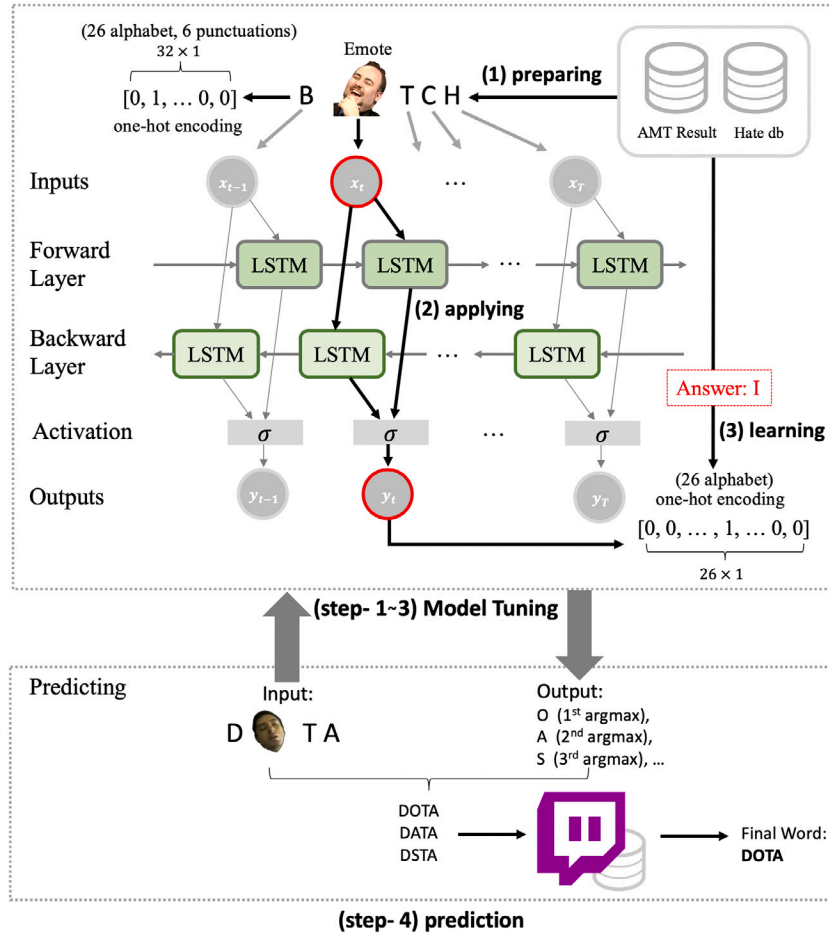 (26 alphabet, 6 punctuations)
32 × 1
[0, 1, … 0, 0]
one-hot encoding
B
Emote
T C H
(1) preparing
AMT Result
Hate db
Inputs
x_{t−1}
x_t
…
x_T
Forward
Layer
LSTM
LSTM
…
LSTM
(2) applying
Backward
Layer
LSTM
LSTM
…
LSTM
Answer: I
Activation
σ
σ
…
σ
(3) learning
Outputs
y_{t−1}
y_t
y_T
(26 alphabet)
one-hot encoding
[0, 0, … , 1, … 0, 0]
26 × 1
(step- 1~3) Model Tuning
Predicting
Input:
D T A
Output:
O (1st argmax),
A (2nd argmax),
S (3rd argmax), …
DOTA
DATA
DSTA
Final Word:
DOTA
(step- 4) prediction